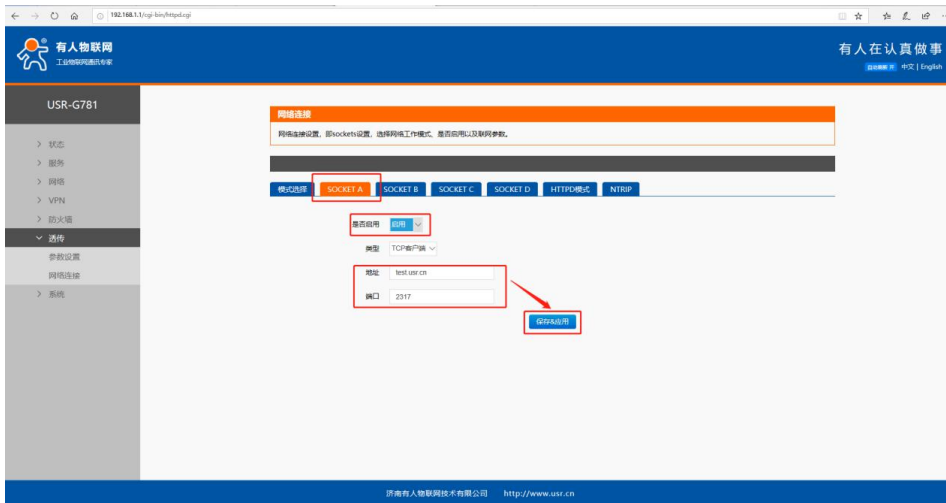 192.168.1.1/cgi-bin/httpd.cgi
有人物联网
工业物联网通讯专家
有人在认真做事
自动刷新 开 中文 | English
USR-G781
状态
服务
网络
VPN
防火墙
透传
参数设置
网络连接
系统
网络连接
网络连接设置，即sockets设置，选择网络工作模式，是否启用以及联网参数。
模式选择 SOCKET A SOCKET B SOCKET C SOCKET D HTTPD模式 NTRIP
是否启用 启用
类型 TCP客户端
地址 test.usr.cn
端口 2317
保存&应用
济南有人物联网技术有限公司 http://www.usr.cn